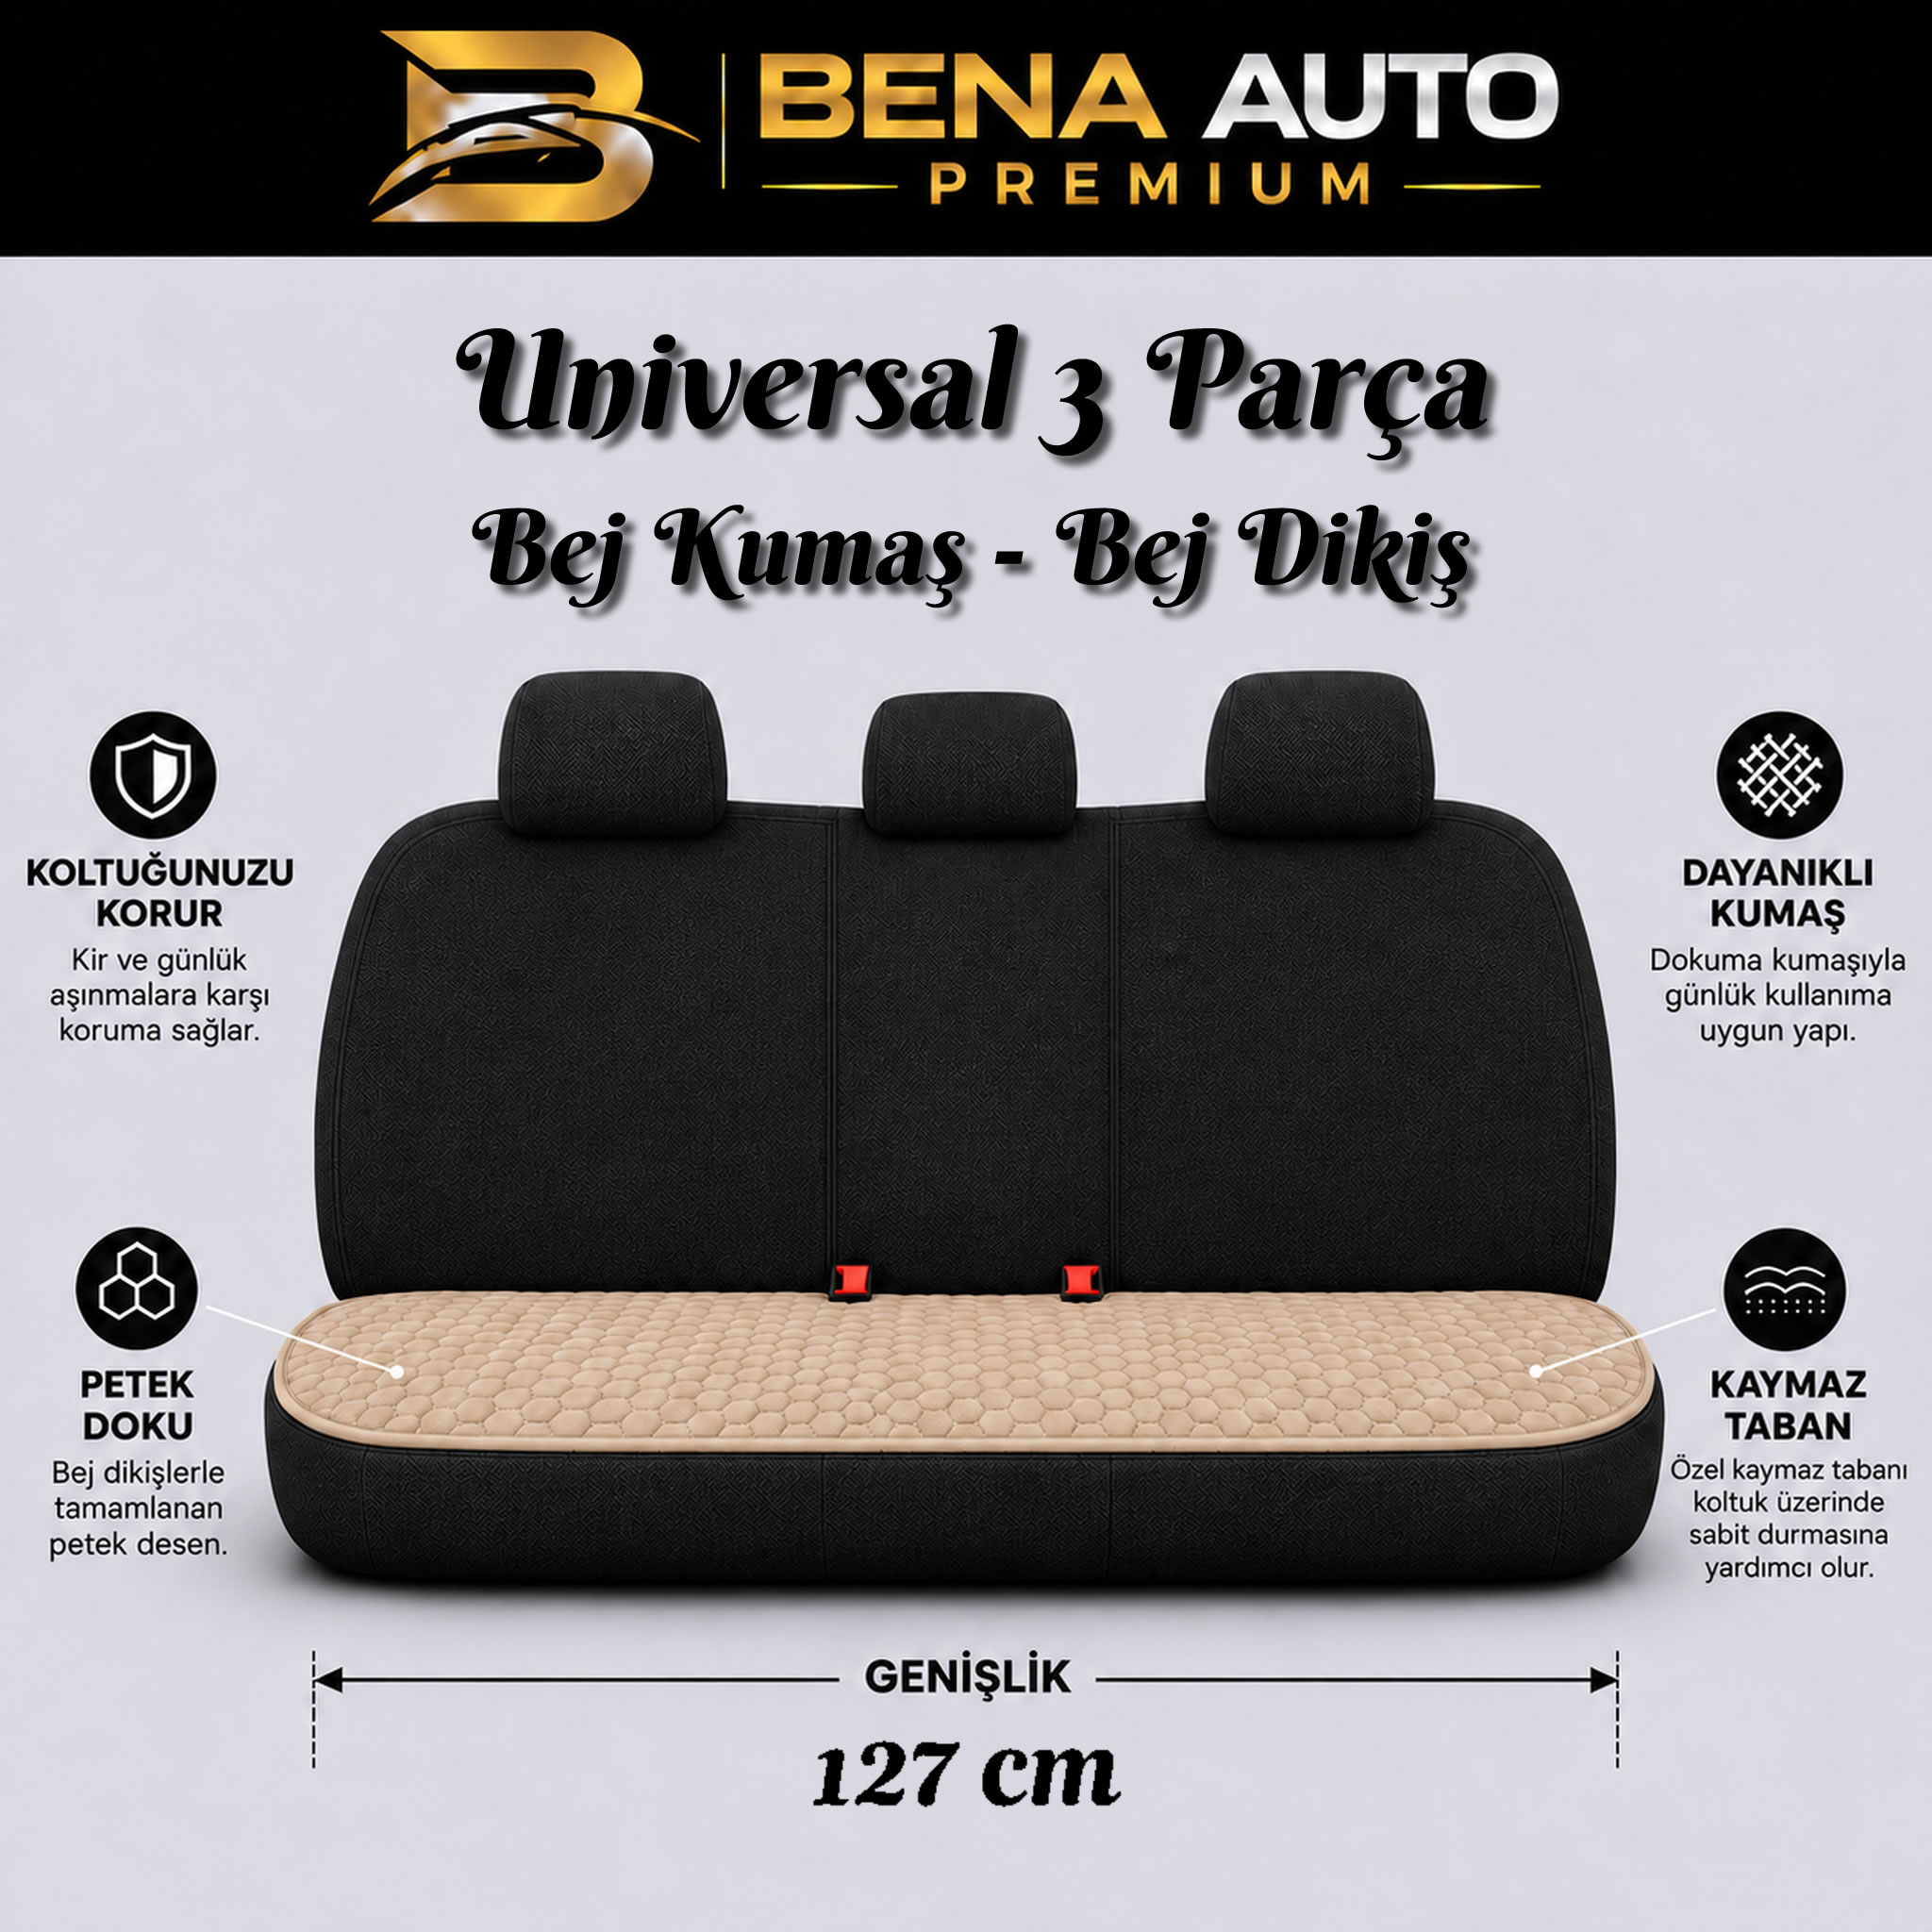 BENA AUTO
PREMIUM
Universal 3 Parça
Bej Kumaş - Bej Dikiş
KOLTUĞUNUZU
KORUR
Kir ve günlük
aşınmalara karşı
koruma sağlar.
DAYANIKLI
KUMAŞ
Dokuma kumaşıyla
günlük kullanıma
uygun yapı.
PETEK
DOKU
Bej dikişlerle
tamamlanan
petek desen.
KAYMAZ
TABAN
Özel kaymaz tabanı
koltuk üzerinde
sabit durmasına
yardımcı olur.
GENİŞLİK
127 cm